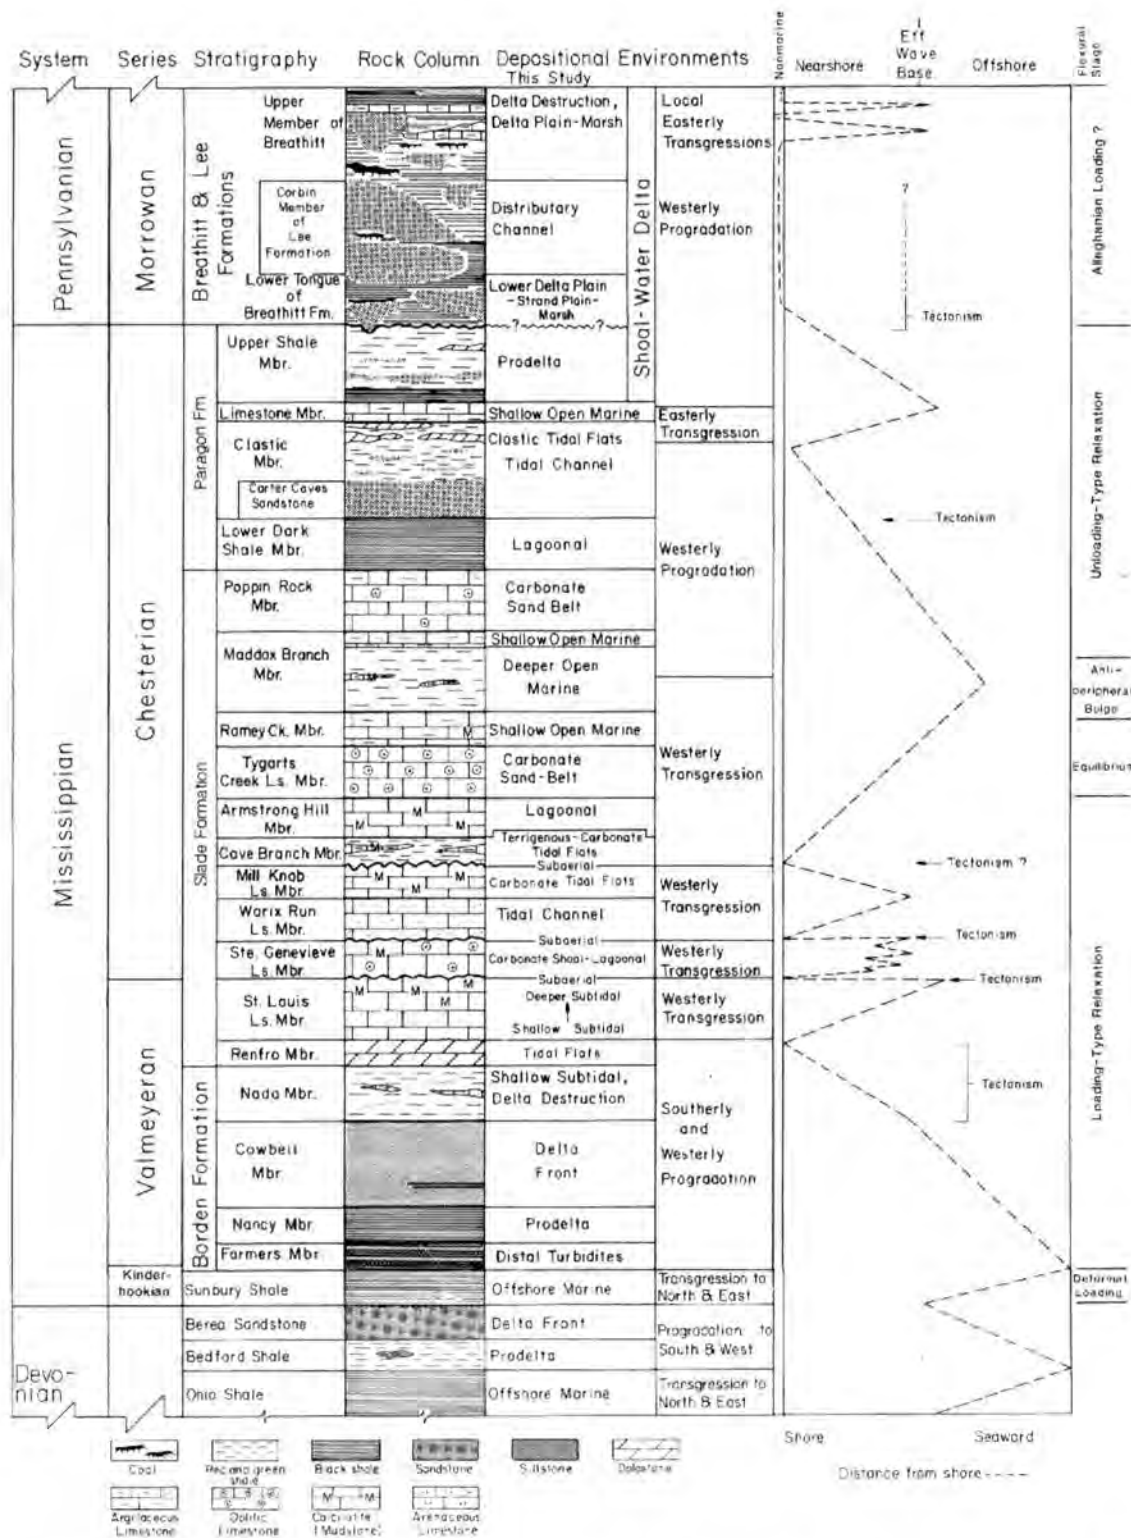 System
Series
Stratigraphy
Rock Column
Depositional Environments
This Study
Nonmarine
Nearshore
Eff
Wave
Base
Offshore
Flexural
Stage
Pennsylvanian
Mississippian
Devo-
nian
Morrowan
Chesterian
Valmeyeran
Kinder-
hookian
Breathitt & Lee
Formations
Paragon Fm
Slade Formation
Borden Formation
Upper
Member of
Breathitt
Corbin
Member
of
Lee
Formation
Lower Tongue
of
Breathitt Fm.
Upper Shale
Mbr.
Limestone Mbr.
Clastic
Mbr.
Carter Caves
Sandstone
Lower Dark
Shale Mbr.
Poppin Rock
Mbr.
Maddox Branch
Mbr.
Ramey Ck. Mbr.
Tygarts
Creek Ls. Mbr.
Armstrong Hill
Mbr.
Cave Branch Mbr.
Mill Knob
Ls. Mbr.
Warix Run
Ls. Mbr.
Ste. Genevieve
Ls. Mbr.
St. Louis
Ls. Mbr.
Renfro Mbr.
Nada Mbr.
Cowbell
Mbr.
Nancy Mbr.
Farmers Mbr.
Sunbury Shale
Berea Sandstone
Bedford Shale
Ohio Shale
M
M
M M M
M
M M
M
M
M M M
Delta Destruction,
Delta Plain-Marsh
Distributary
Channel
Lower Delta Plain
-Strand Plain-
Marsh
? ?
Prodelta
Shallow Open Marine
Clastic Tidal Flats
Tidal Channel
Lagoonal
Carbonate
Sand Belt
Shallow Open Marine
Deeper Open
Marine
Shallow Open Marine
Carbonate
Sand-Belt
Lagoonal
Terrigenous-Carbonate
Tidal Flats
Subaerial
Carbonate Tidal Flats
Tidal Channel
Subaerial
Carbonate Shoal-Lagoonal
Subaerial
Deeper Subtidal
Shallow Subtidal
Tidal Flats
Shallow Subtidal,
Delta Destruction
Delta
Front
Prodelta
Distal Turbidites
Offshore Marine
Delta Front
Prodelta
Offshore Marine
Shoal-Water Delta
Local
Easterly
Transgressions
Westerly
Progradation
Easterly
Transgression
Westerly
Progradation
Westerly
Transgression
Westerly
Transgression
Westerly
Transgression
Westerly
Transgression
Southerly
and
Westerly
Progradation
Transgression to
North & East
Progradation to
South & West
Transgression to
North & East
?
Tectonism
Tectonism
Tectonism ?
Tectonism
Tectonism
Tectonism
Alleghanian Loading ?
Unloading-Type Relaxation
Anti-
peripheral
Bulge
Equilibrium
Loading-Type Relaxation
Deformal
Loading
Shore
Seaward
Distance from shore ----
Coal
Red and green
shale
Black shale
Sandstone
Siltstone
Dolostone
M M
Argillaceous
Limestone
Oolitic
Limestone
Calcilutite
(Mudstone)
Arenaceous
Limestone